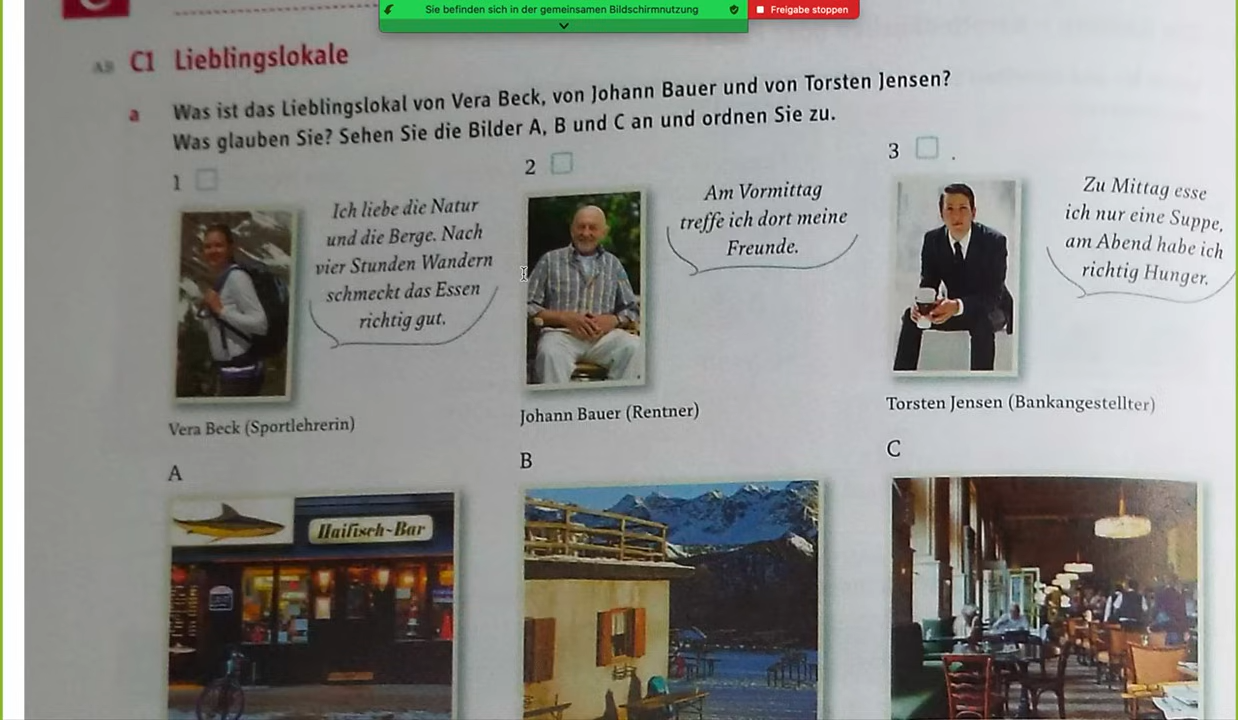 Sie befinden sich in der gemeinsamen Bildschirmnutzung
Freigabe stoppen
C1 Lieblingslokale
a Was ist das Lieblingslokal von Vera Beck, von Johann Bauer und von Torsten Jensen?
Was glauben Sie? Sehen Sie die Bilder A, B und C an und ordnen Sie zu.
1
Ich liebe die Natur
und die Berge. Nach
vier Stunden Wandern
schmeckt das Essen
richtig gut.
Vera Beck (Sportlehrerin)
2
Am Vormittag
treffe ich dort meine
Freunde.
Johann Bauer (Rentner)
3
Zu Mittag esse
ich nur eine Suppe,
am Abend habe ich
richtig Hunger.
Torsten Jensen (Bankangestellter)
A
Haifisch-Bar
B
C